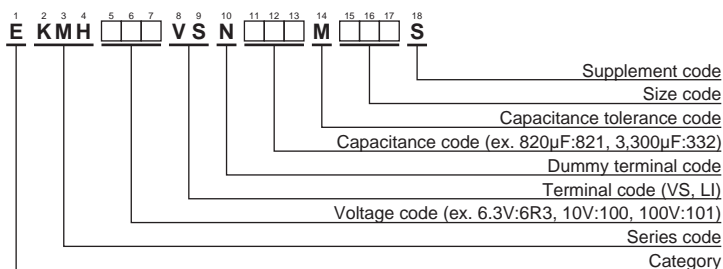 1 2 3 4 5 6 7 8 9 10 11 12 13 14 15 16 17 18
E KMH VS N M S
Supplement code
Size code
Capacitance tolerance code
Capacitance code (ex. 820µF:821, 3,300µF:332)
Dummy terminal code
Terminal code (VS, LI)
Voltage code (ex. 6.3V:6R3, 10V:100, 100V:101)
Series code
Category